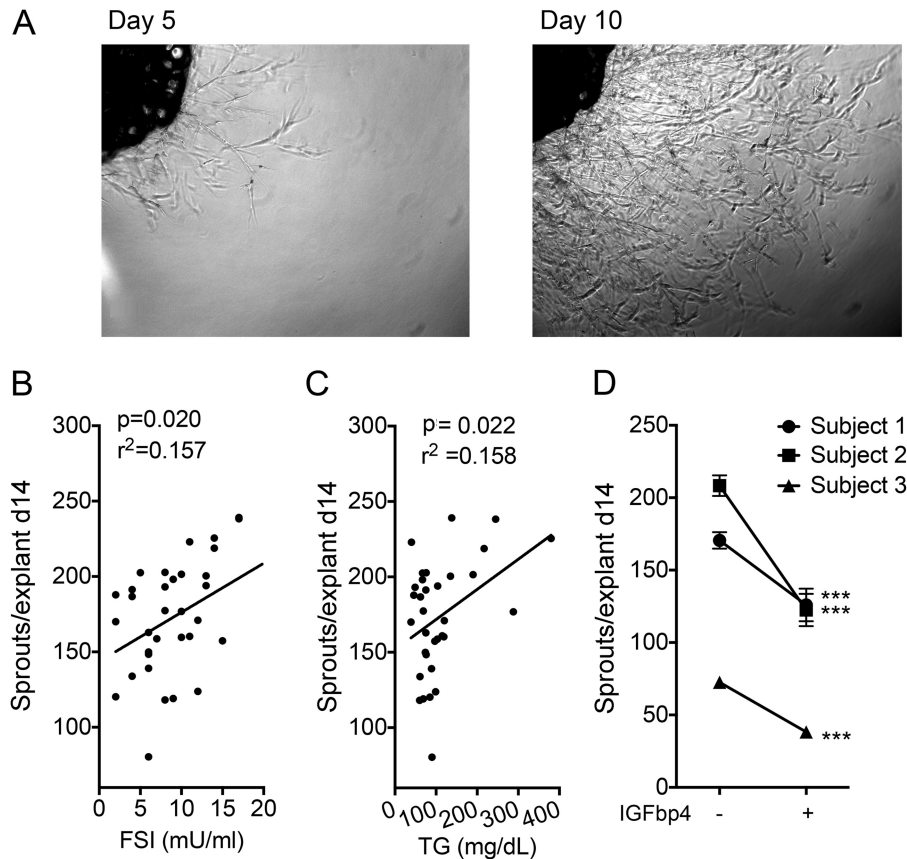 A
Day 5
Day 10
B
p=0.020
r²=0.157
Sprouts/explant d14
300
250
200
150
100
0
5
10
15
20
FSI (mU/ml)
C
p= 0.022
r² =0.158
Sprouts/explant d14
300
250
200
150
100
0
100
200
300
400
TG (mg/dL)
D
Subject 1
Subject 2
Subject 3
Sprouts/explant d14
250
200
150
100
50
0
***
***
***
IGFbp4 - +